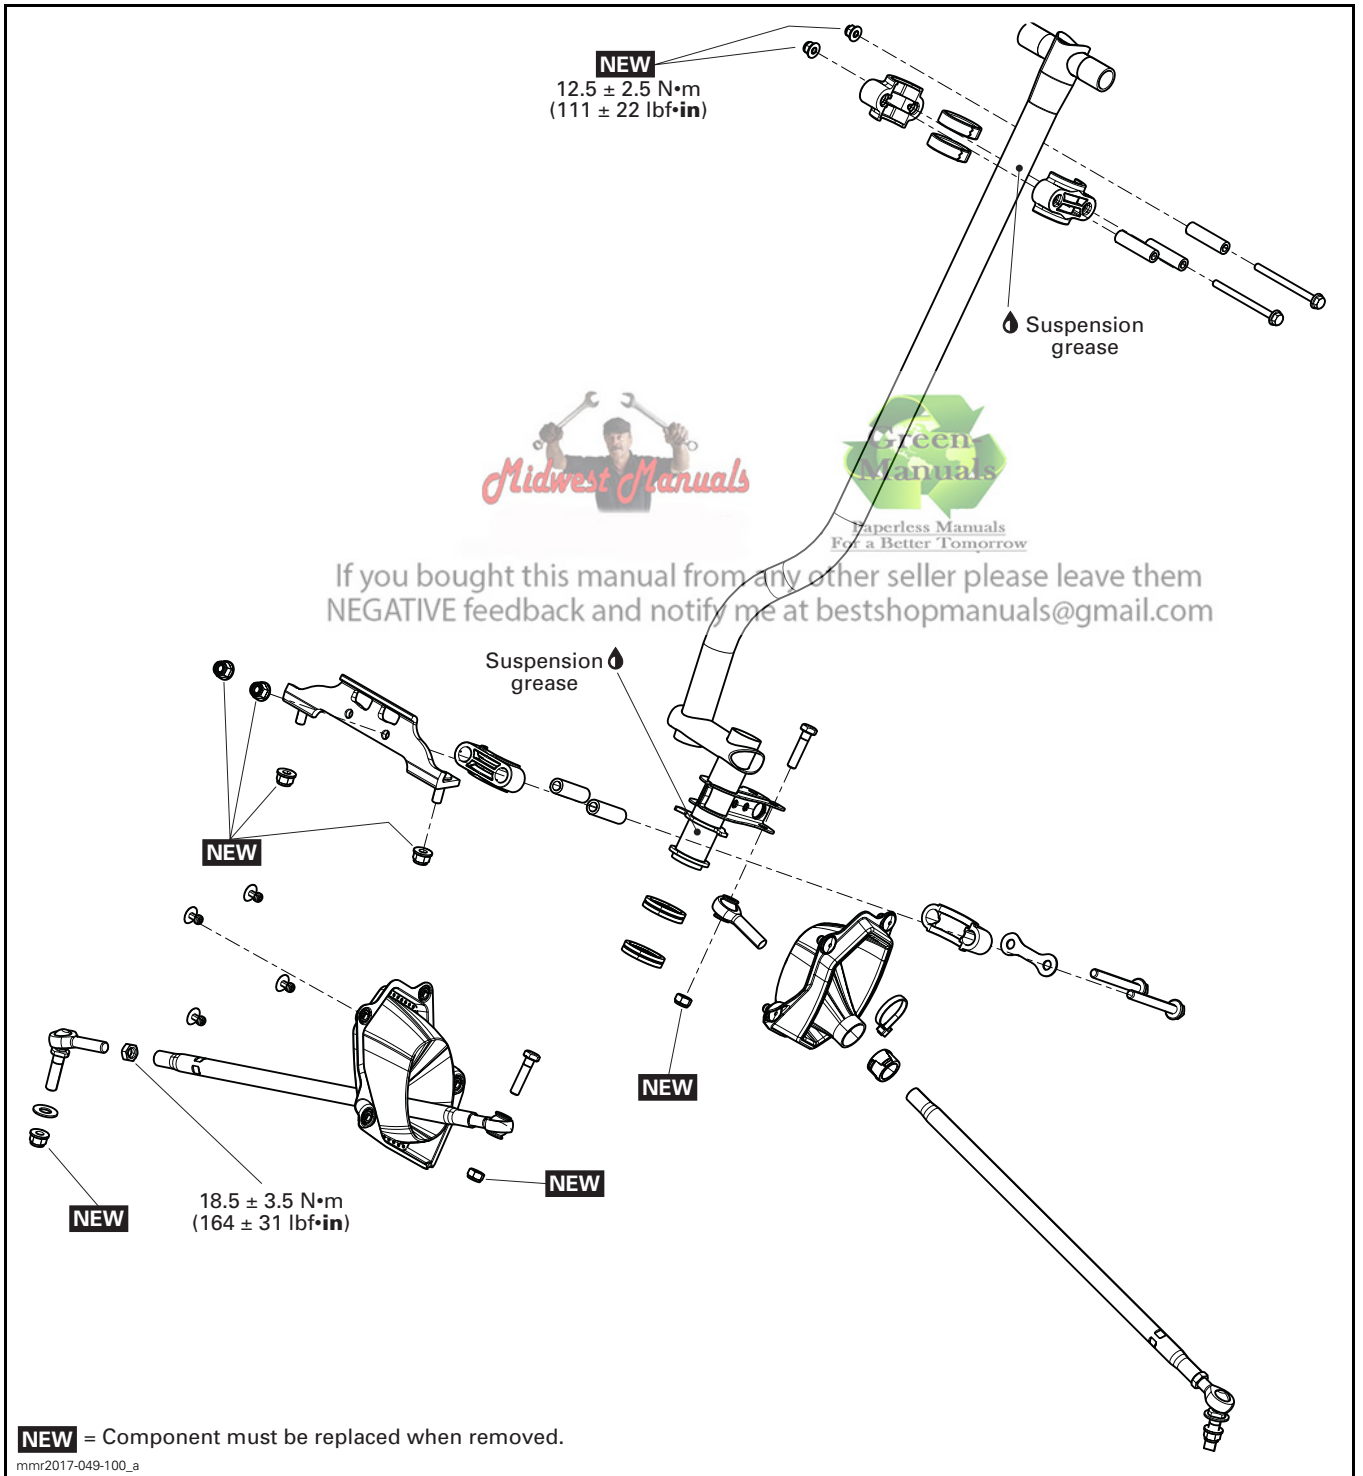 NEW
12.5 ± 2.5 N•m
(111 ± 22 lbf•in)
Suspension
grease
Midwest Manuals
Green-
Manuals
Paperless Manuals
For a Better Tomorrow
If you bought this manual from any other seller please leave them
NEGATIVE feedback and notify me at bestshopmanuals@gmail.com
Suspension
grease
NEW
NEW
NEW
NEW
18.5 ± 3.5 N•m
(164 ± 31 lbf•in)
NEW = Component must be replaced when removed.
mmr2017-049-100_a